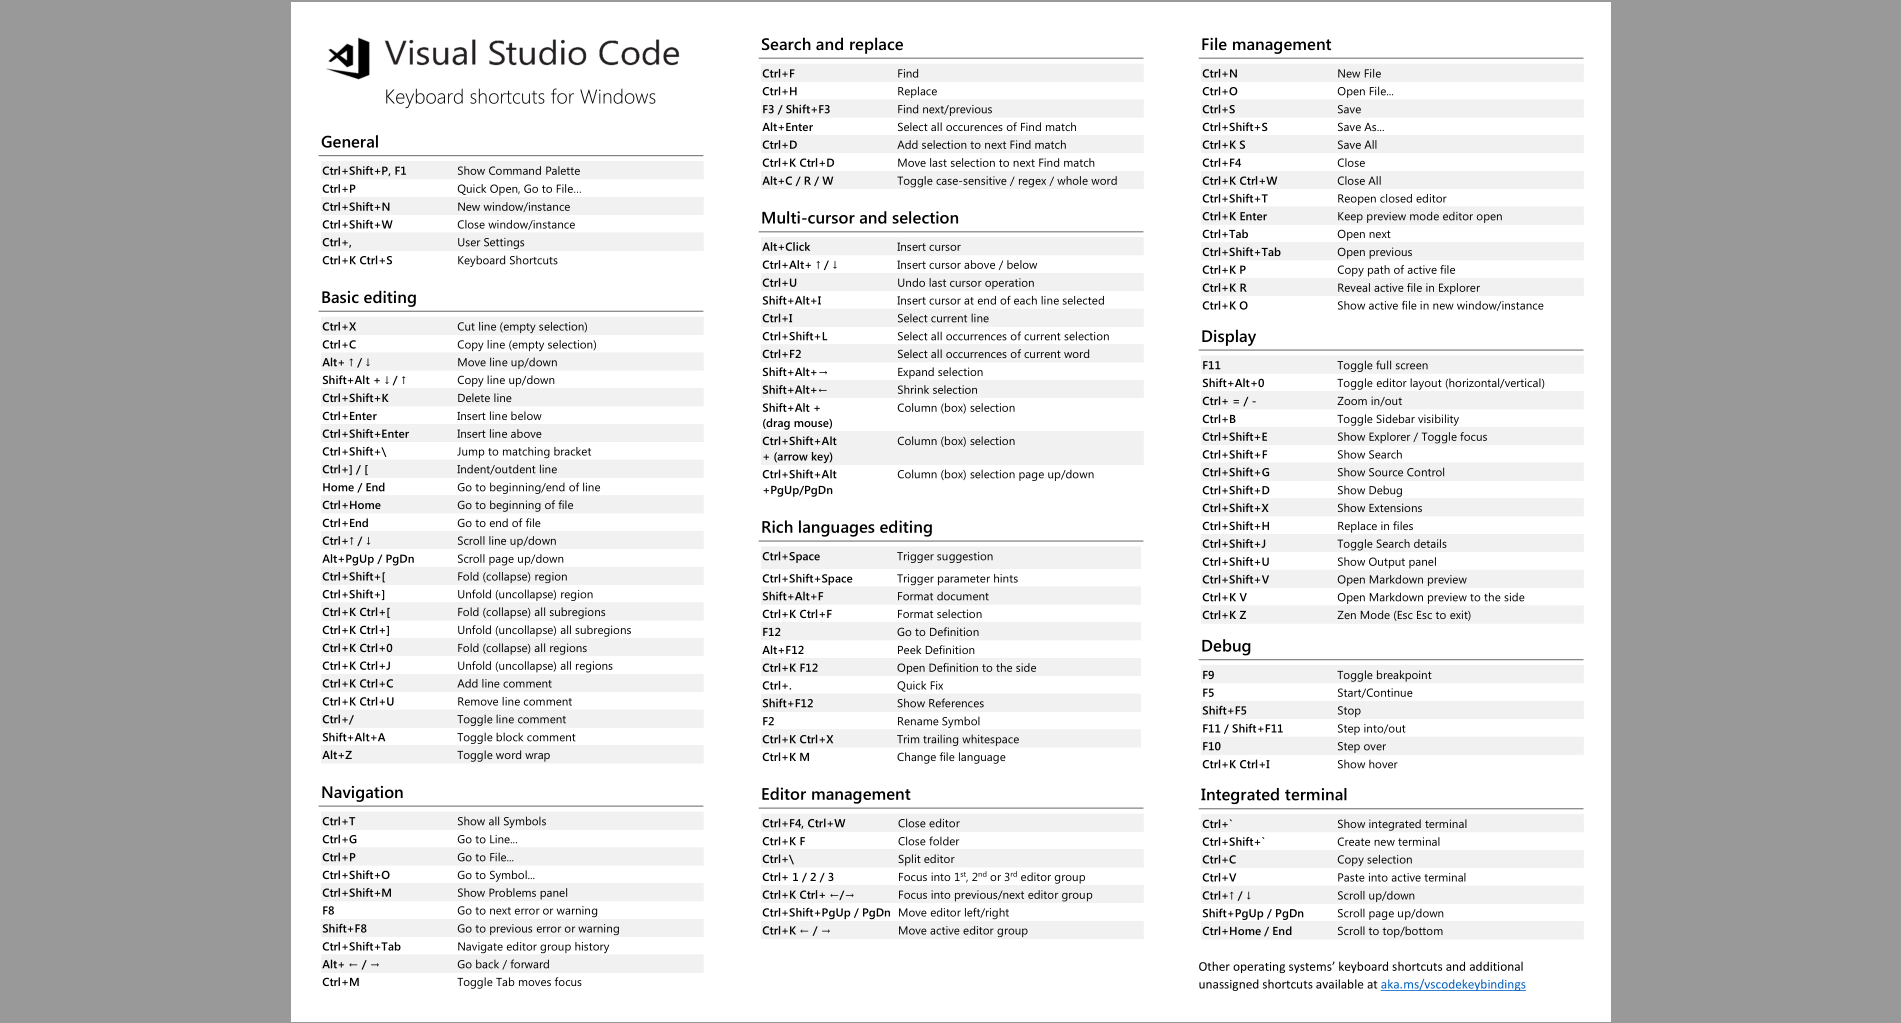 Visual Studio Code
Keyboard shortcuts for Windows
General
Ctrl+Shift+P, F1 Show Command Palette
Ctrl+P Quick Open, Go to File...
Ctrl+Shift+N New window/instance
Ctrl+Shift+W Close window/instance
Ctrl+, User Settings
Ctrl+K Ctrl+S Keyboard Shortcuts
Basic editing
Ctrl+X Cut line (empty selection)
Ctrl+C Copy line (empty selection)
Alt+ ↑ / ↓ Move line up/down
Shift+Alt + ↓ / ↑ Copy line up/down
Ctrl+Shift+K Delete line
Ctrl+Enter Insert line below
Ctrl+Shift+Enter Insert line above
Ctrl+Shift+\ Jump to matching bracket
Ctrl+] / [ Indent/outdent line
Home / End Go to beginning/end of line
Ctrl+Home Go to beginning of file
Ctrl+End Go to end of file
Ctrl+↑ / ↓ Scroll line up/down
Alt+PgUp / PgDn Scroll page up/down
Ctrl+Shift+[ Fold (collapse) region
Ctrl+Shift+] Unfold (uncollapse) region
Ctrl+K Ctrl+[ Fold (collapse) all subregions
Ctrl+K Ctrl+] Unfold (uncollapse) all subregions
Ctrl+K Ctrl+0 Fold (collapse) all regions
Ctrl+K Ctrl+J Unfold (uncollapse) all regions
Ctrl+K Ctrl+C Add line comment
Ctrl+K Ctrl+U Remove line comment
Ctrl+/ Toggle line comment
Shift+Alt+A Toggle block comment
Alt+Z Toggle word wrap
Navigation
Ctrl+T Show all Symbols
Ctrl+G Go to Line...
Ctrl+P Go to File...
Ctrl+Shift+O Go to Symbol...
Ctrl+Shift+M Show Problems panel
F8 Go to next error or warning
Shift+F8 Go to previous error or warning
Ctrl+Shift+Tab Navigate editor group history
Alt+ ← / → Go back / forward
Ctrl+M Toggle Tab moves focus
Search and replace
Ctrl+F Find
Ctrl+H Replace
F3 / Shift+F3 Find next/previous
Alt+Enter Select all occurences of Find match
Ctrl+D Add selection to next Find match
Ctrl+K Ctrl+D Move last selection to next Find match
Alt+C / R / W Toggle case-sensitive / regex / whole word
Multi-cursor and selection
Alt+Click Insert cursor
Ctrl+Alt+ ↑ / ↓ Insert cursor above / below
Ctrl+U Undo last cursor operation
Shift+Alt+I Insert cursor at end of each line selected
Ctrl+I Select current line
Ctrl+Shift+L Select all occurrences of current selection
Ctrl+F2 Select all occurrences of current word
Shift+Alt+→ Expand selection
Shift+Alt+← Shrink selection
Shift+Alt + Column (box) selection
(drag mouse)
Ctrl+Shift+Alt Column (box) selection
+ (arrow key)
Ctrl+Shift+Alt Column (box) selection page up/down
+PgUp/PgDn
Rich languages editing
Ctrl+Space Trigger suggestion
Ctrl+Shift+Space Trigger parameter hints
Shift+Alt+F Format document
Ctrl+K Ctrl+F Format selection
F12 Go to Definition
Alt+F12 Peek Definition
Ctrl+K F12 Open Definition to the side
Ctrl+. Quick Fix
Shift+F12 Show References
F2 Rename Symbol
Ctrl+K Ctrl+X Trim trailing whitespace
Ctrl+K M Change file language
Editor management
Ctrl+F4, Ctrl+W Close editor
Ctrl+K F Close folder
Ctrl+\ Split editor
Ctrl+ 1 / 2 / 3 Focus into 1st, 2nd or 3rd editor group
Ctrl+K Ctrl+ ←/→ Focus into previous/next editor group
Ctrl+Shift+PgUp / PgDn Move editor left/right
Ctrl+K ← / → Move active editor group
File management
Ctrl+N New File
Ctrl+O Open File...
Ctrl+S Save
Ctrl+Shift+S Save As...
Ctrl+K S Save All
Ctrl+F4 Close
Ctrl+K Ctrl+W Close All
Ctrl+Shift+T Reopen closed editor
Ctrl+K Enter Keep preview mode editor open
Ctrl+Tab Open next
Ctrl+Shift+Tab Open previous
Ctrl+K P Copy path of active file
Ctrl+K R Reveal active file in Explorer
Ctrl+K O Show active file in new window/instance
Display
F11 Toggle full screen
Shift+Alt+0 Toggle editor layout (horizontal/vertical)
Ctrl+ = / - Zoom in/out
Ctrl+B Toggle Sidebar visibility
Ctrl+Shift+E Show Explorer / Toggle focus
Ctrl+Shift+F Show Search
Ctrl+Shift+G Show Source Control
Ctrl+Shift+D Show Debug
Ctrl+Shift+X Show Extensions
Ctrl+Shift+H Replace in files
Ctrl+Shift+J Toggle Search details
Ctrl+Shift+U Show Output panel
Ctrl+Shift+V Open Markdown preview
Ctrl+K V Open Markdown preview to the side
Ctrl+K Z Zen Mode (Esc Esc to exit)
Debug
F9 Toggle breakpoint
F5 Start/Continue
Shift+F5 Stop
F11 / Shift+F11 Step into/out
F10 Step over
Ctrl+K Ctrl+I Show hover
Integrated terminal
Ctrl+` Show integrated terminal
Ctrl+Shift+` Create new terminal
Ctrl+C Copy selection
Ctrl+V Paste into active terminal
Ctrl+↑ / ↓ Scroll up/down
Shift+PgUp / PgDn Scroll page up/down
Ctrl+Home / End Scroll to top/bottom
Other operating systems’ keyboard shortcuts and additional
unassigned shortcuts available at aka.ms/vscodekeybindings